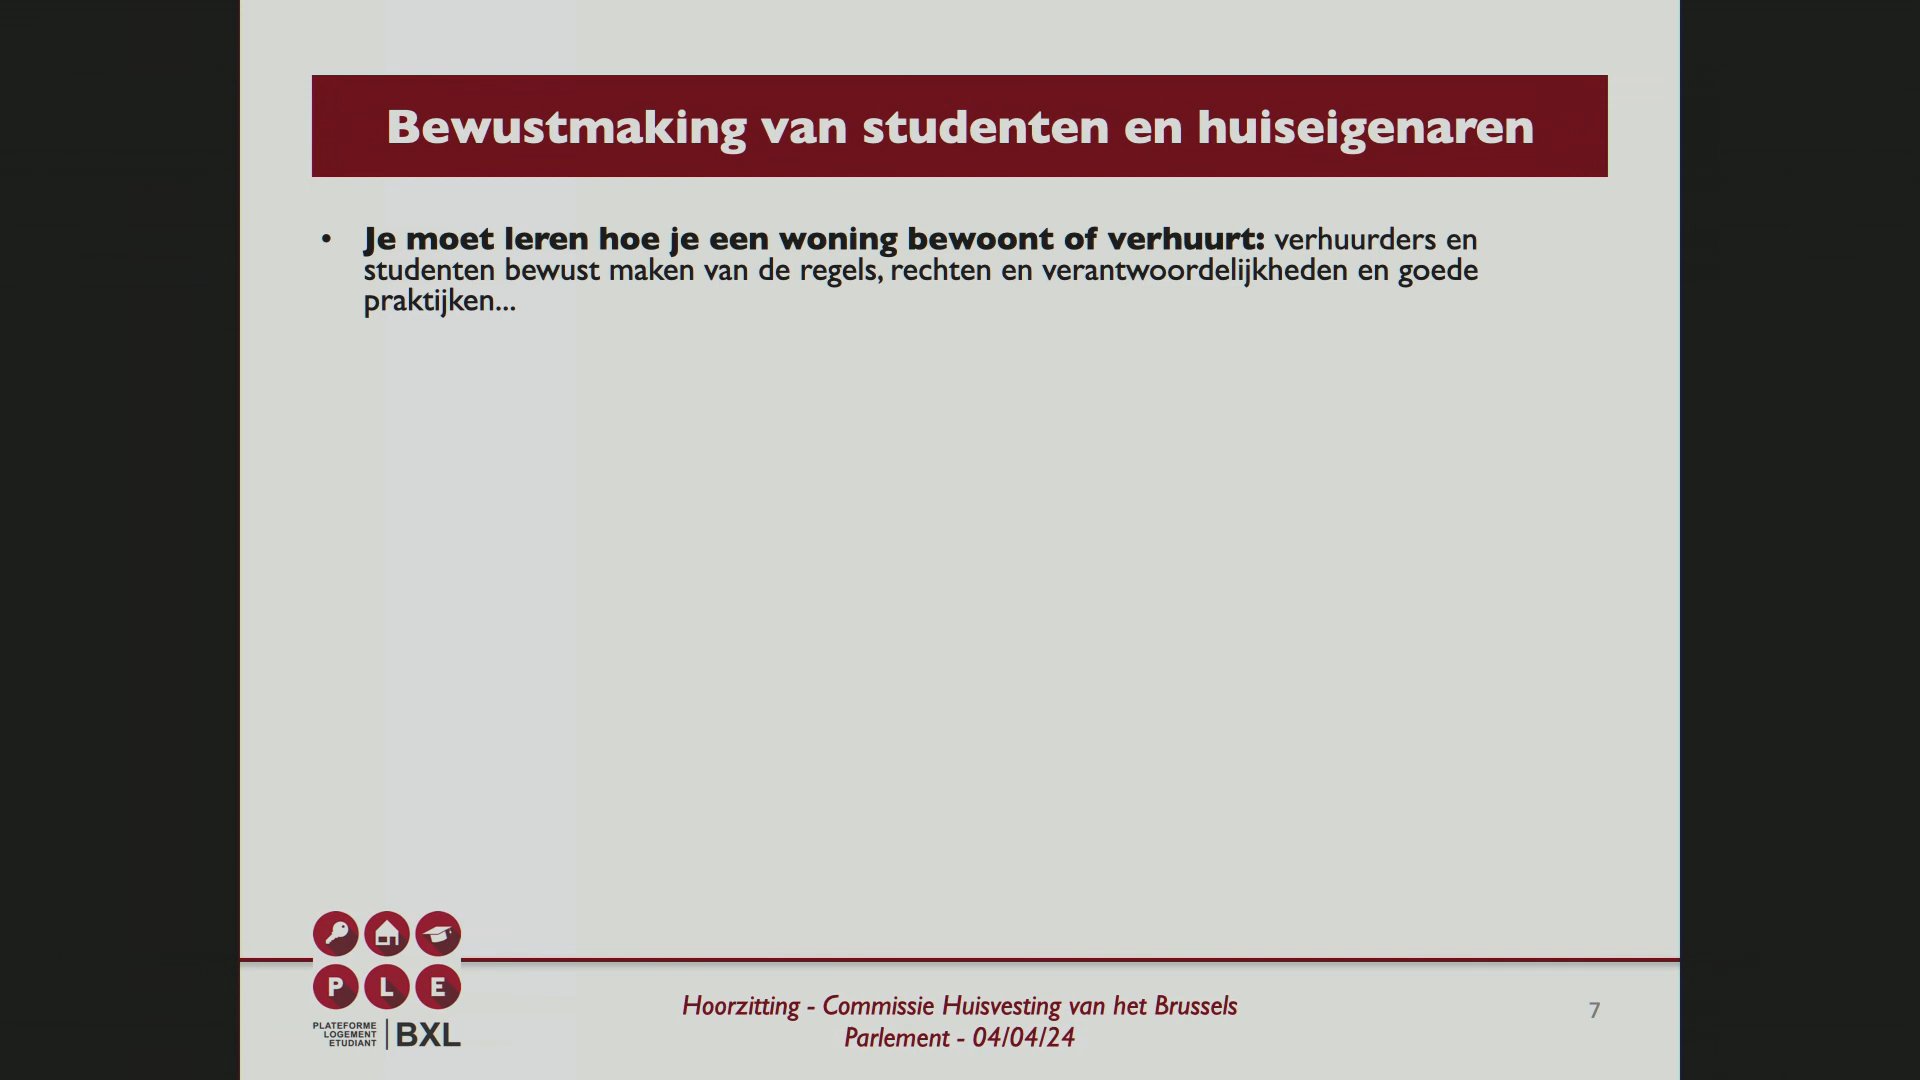 Bewustmaking van studenten en huiseigenaren
• Je moet leren hoe je een woning bewoont of verhuurt: verhuurders en
studenten bewust maken van de regels, rechten en verantwoordelijkheden en goede
praktijken...
P L E
PLATEFORME
LOGEMENT
ETUDIANT
BXL
Hoorzitting - Commissie Huisvesting van het Brussels
Parlement - 04/04/24
7